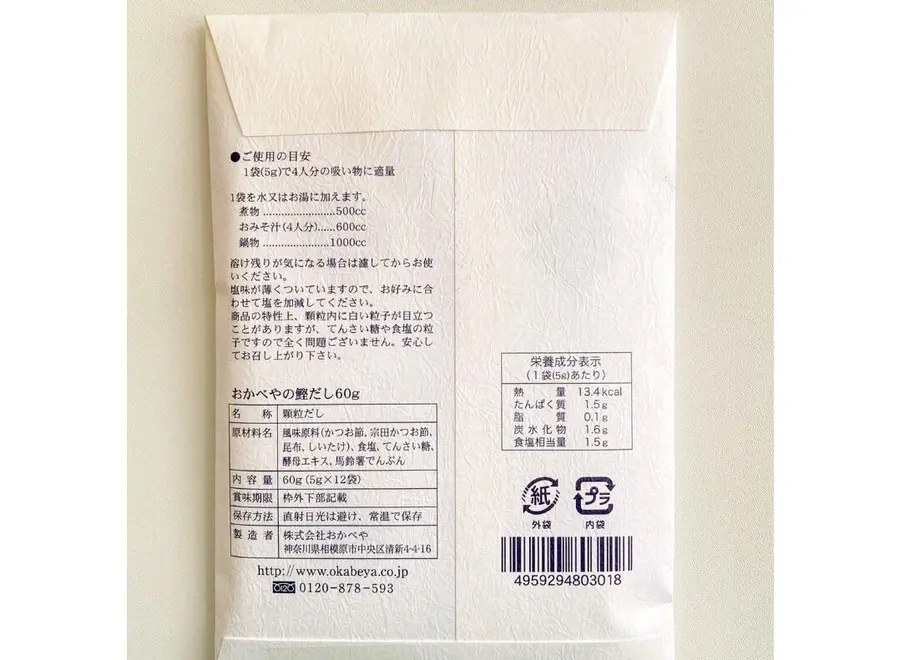 ●ご使用の目安
1袋(5g)で4人分の吸い物に適量
1袋を水又はお湯に加えます。
煮物........................500cc
おみそ汁(4人分)......600cc
鍋物......................1000cc
溶け残りが気になる場合は濾してからお使
いください。
塩味が薄くついていますので、お好みに合
わせて塩を加減してください。
商品の特性上、顆粒内に白い粒子が目立つ
ことがありますが、てんさい糖や食塩の粒
子ですので全く問題ございません。安心し
てお召し上がり下さい。
おかべやの鰹だし60g
名称 顆粒だし
原材料名 風味原料(かつお節、宗田かつお節、
昆布、しいたけ)、食塩、てんさい糖、
酵母エキス、馬鈴薯でんぷん
内容量 60g (5g×12袋)
賞味期限 枠外下部記載
保存方法 直射日光は避け、常温で保存
製造者 株式会社おかべや
神奈川県相模原市中央区清新4-4-16
http://www.okabeya.co.jp
0120-878-593
栄養成分表示
(1袋(5g)あたり)
熱量 13.4kcal
たんぱく質 1.5g
脂質 0.1g
炭水化物 1.6g
食塩相当量 1.5g
紙 プラ
外袋 内袋
4959294803018